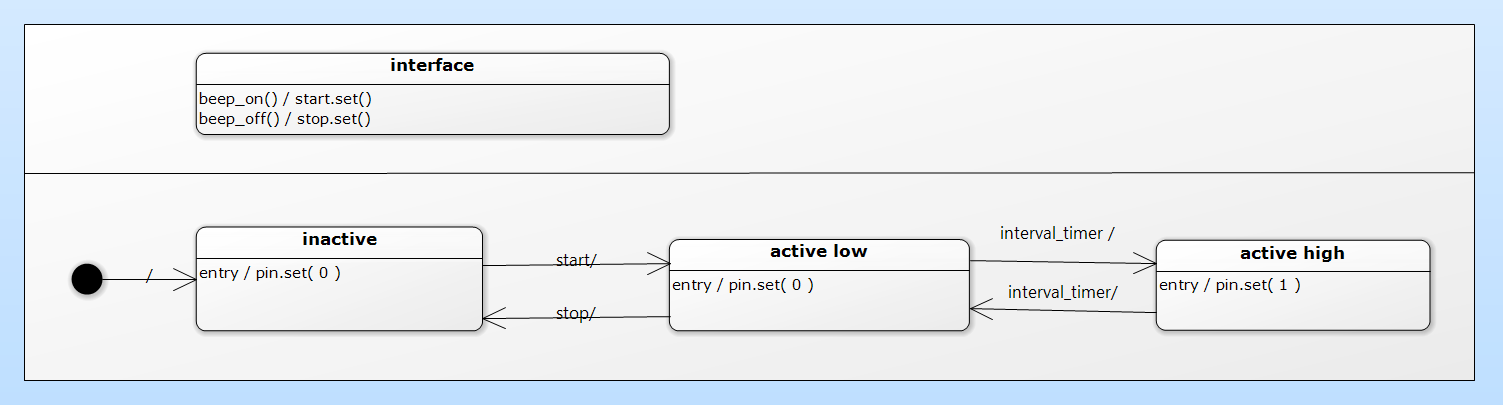 interface
beep_on() / start.set()
beep_off() / stop.set()
inactive
entry / pin.set( 0 )
/
start/
stop/
active low
entry / pin.set( 0 )
interval_timer /
interval_timer/
active high
entry / pin.set( 1 )